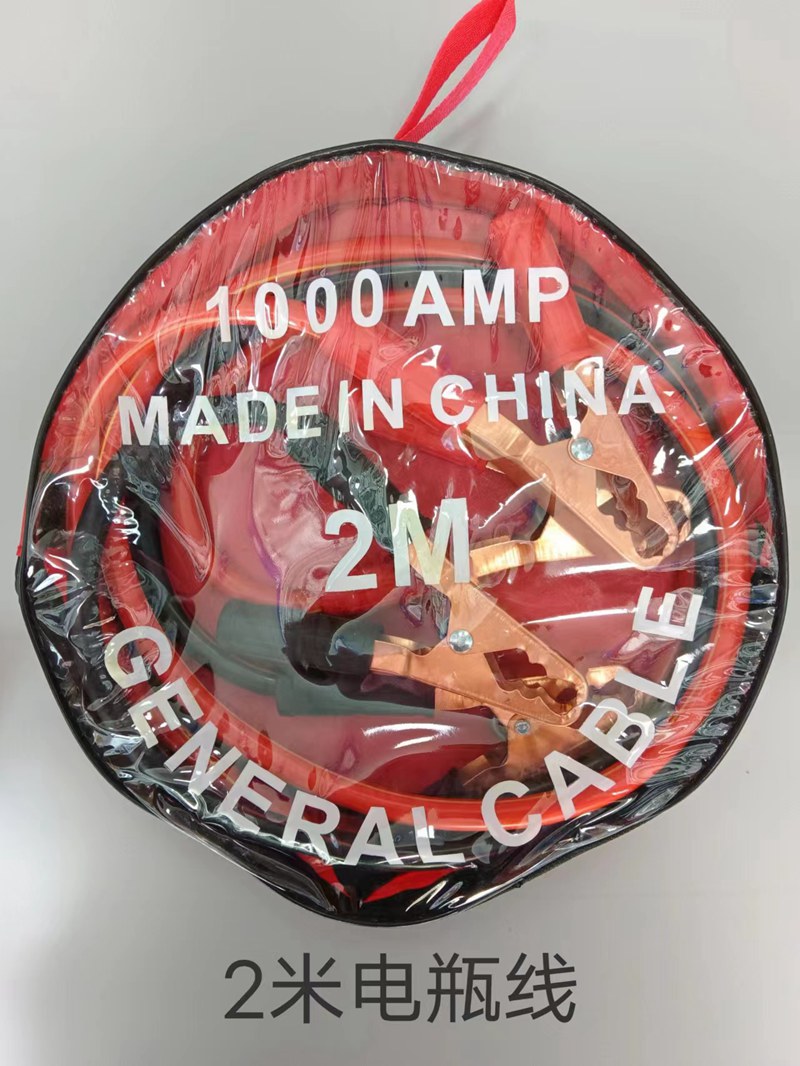 1000 AMP
MADE IN CHINA
2M
GENERAL CABLE
2米电瓶线